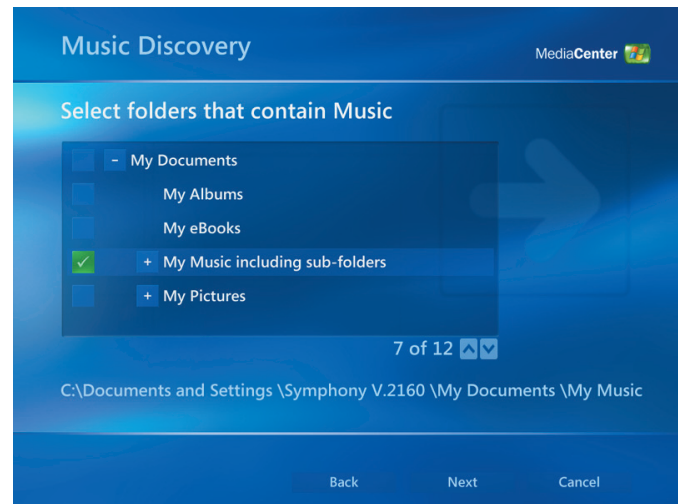 Music Discovery
MediaCenter
Select folders that contain Music
- My Documents
My Albums
My eBooks
+ My Music including sub-folders
+ My Pictures
7 of 12
C:\Documents and Settings \Symphony V.2160 \My Documents \My Music
Back Next Cancel